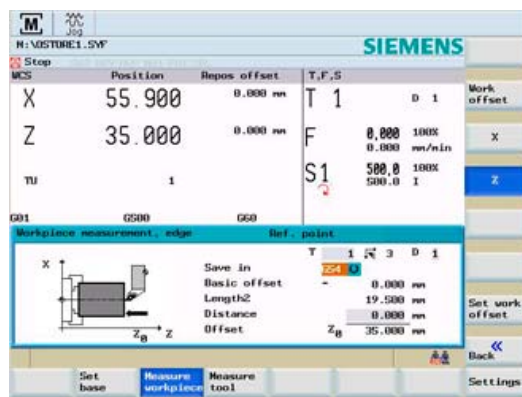 M
Jog
N:\OSTORE1.SYF
SIEMENS
Stop
WCS Position Repos offset T,F,S
X 55.900 0.000 mm T 1 D 1
Z 35.000 0.000 mm F 0,000 100%
0.000 mm/min
TU 1 S1 500,0 100%
500.0 I
G01 G500 G60
Workpiece measurement, edge Ref. point
T 1 3 D 1
X
Save in G54
Basic offset - 0.000 mm
Length2 19.500 mm
Distance 0.000 mm
Z0 Z Offset Z0 35.000 mm
Set base
Measure workpiece
Measure tool
Work offset
X
Z
Set work offset
Back
Settings